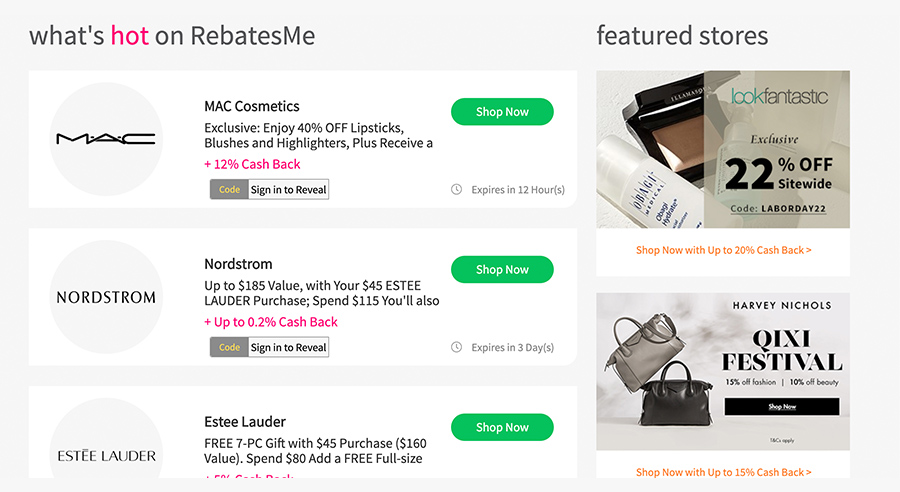 what's hot on RebatesMe
MAC
MAC Cosmetics
Exclusive: Enjoy 40% OFF Lipsticks,
Blushes and Highlighters, Plus Receive a
+ 12% Cash Back
Code Sign in to Reveal
Shop Now
Expires in 12 Hour(s)
NORDSTROM
Nordstrom
Up to $185 Value, with Your $45 ESTEE
LAUDER Purchase; Spend $115 You'll also
+ Up to 0.2% Cash Back
Code Sign in to Reveal
Shop Now
Expires in 3 Day(s)
ESTĒE LAUDER
Estee Lauder
FREE 7-PC Gift with $45 Purchase ($160
Value). Spend $80 Add a FREE Full-size
+ 5% Cash Back
Shop Now
featured stores
ILLAMASQUA
OBAGI
MEDICAL
Obagi
Hydrate®
lookfantastic
Exclusive
22% OFF
Sitewide
Code: LABORDAY22
Shop Now with Up to 20% Cash Back >
HARVEY NICHOLS
QIXI
FESTIVAL
15% off fashion | 10% off beauty
Shop Now
T&Cs apply
Shop Now with Up to 15% Cash Back >